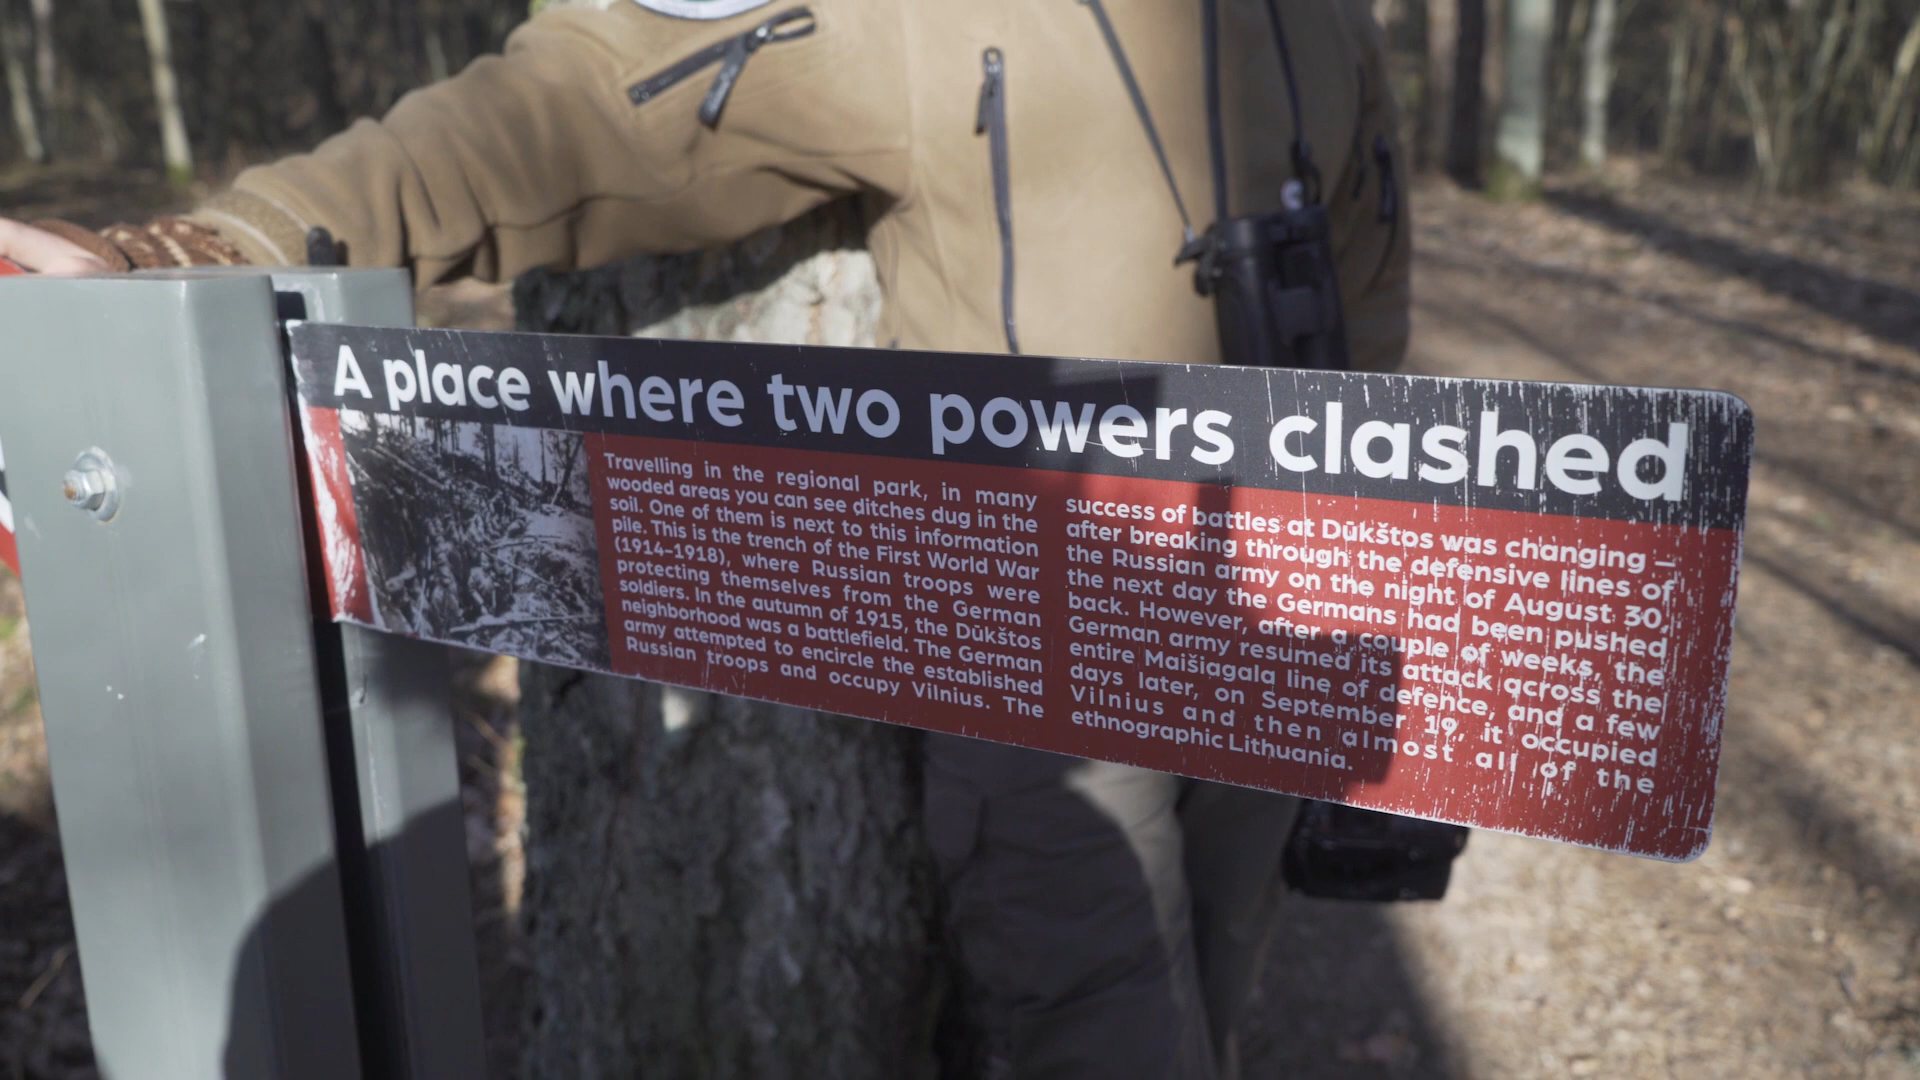 A place where two powers clashed
Travelling in the regional park, in many
wooded areas you can see ditches dug in the
soil. One of them is next to this information
pile. This is the trench of the First World War
(1914-1918), where Russian troops were
protecting themselves from the German
soldiers. In the autumn of 1915, the Dūkštos
neighborhood was a battlefield. The German
army attempted to encircle the established
Russian troops and occupy Vilnius. The
success of battles at Dūkštos was changing –
after breaking through the defensive lines of
the Russian army on the night of August 30,
the next day the Germans had been pushed
back. However, after a couple of weeks, the
German army resumed its attack across the
entire Maišiagala line of defence, and a few
days later, on September 19, it occupied
Vilnius and then almost all of the
ethnographic Lithuania.